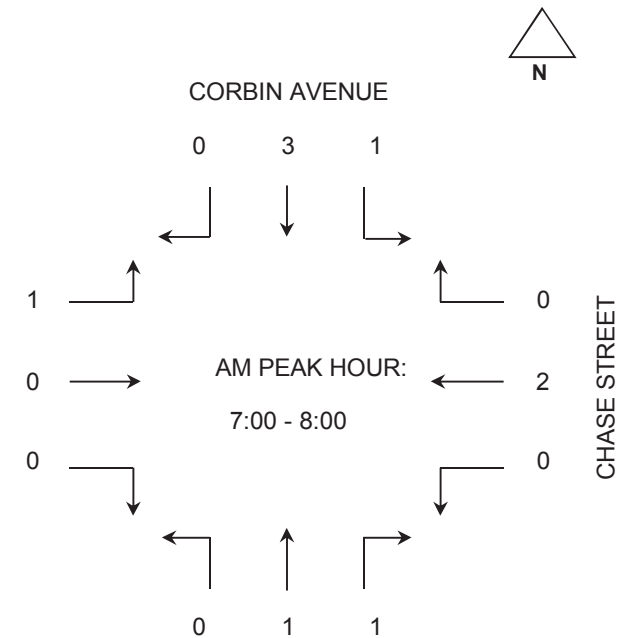 N
CORBIN AVENUE
0 3 1
1 0
AM PEAK HOUR:
0 2
7:00 - 8:00
0 0
CHASE STREET
0 1 1